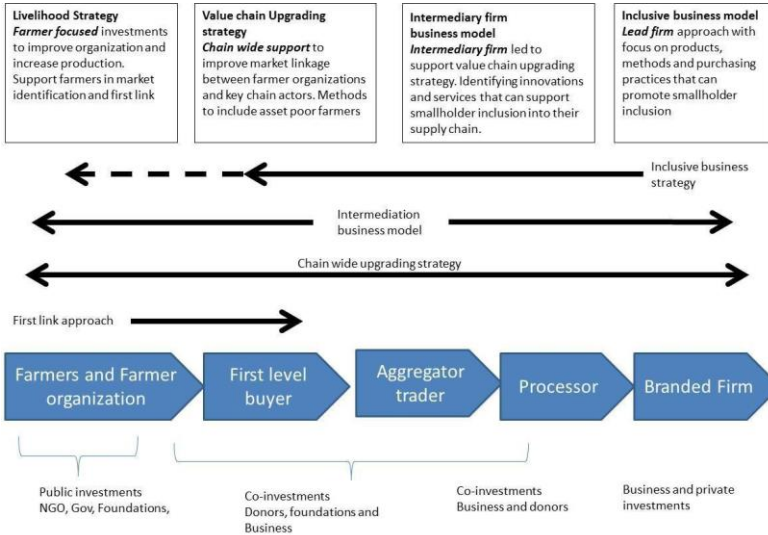 Livelihood Strategy
Farmer focused investments
to improve organization and
increase production.
Support farmers in market
identification and first link
Value chain Upgrading
strategy
Chain wide support to
improve market linkage
between farmer organizations
and key chain actors. Methods
to include asset poor farmers
Intermediary firm
business model
Intermediary firm led to
support value chain upgrading
strategy. Identifying innovations
and services that can support
smallholder inclusion into their
supply chain.
Inclusive business model
Lead firm approach with
focus on products,
methods and purchasing
practices that can
promote smallholder
inclusion
Inclusive business
strategy
Intermediation
business model
Chain wide upgrading strategy
First link approach
Farmers and Farmer
organization
First level
buyer
Aggregator
trader
Processor
Branded Firm
Public investments
NGO, Gov, Foundations,
Co-investments
Donors, foundations and
Business
Co-investments
Business and donors
Business and private
investments